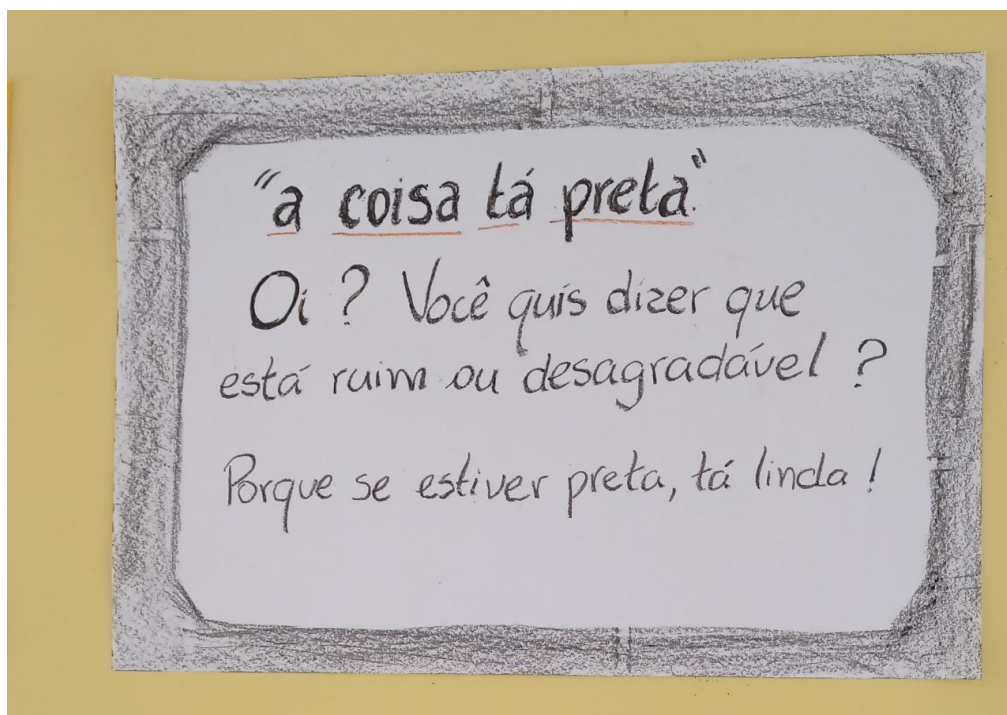 "a coisa tá preta"
Oi? Você quis dizer que
está ruim ou desagradável?
Porque se estiver preta, tá linda!